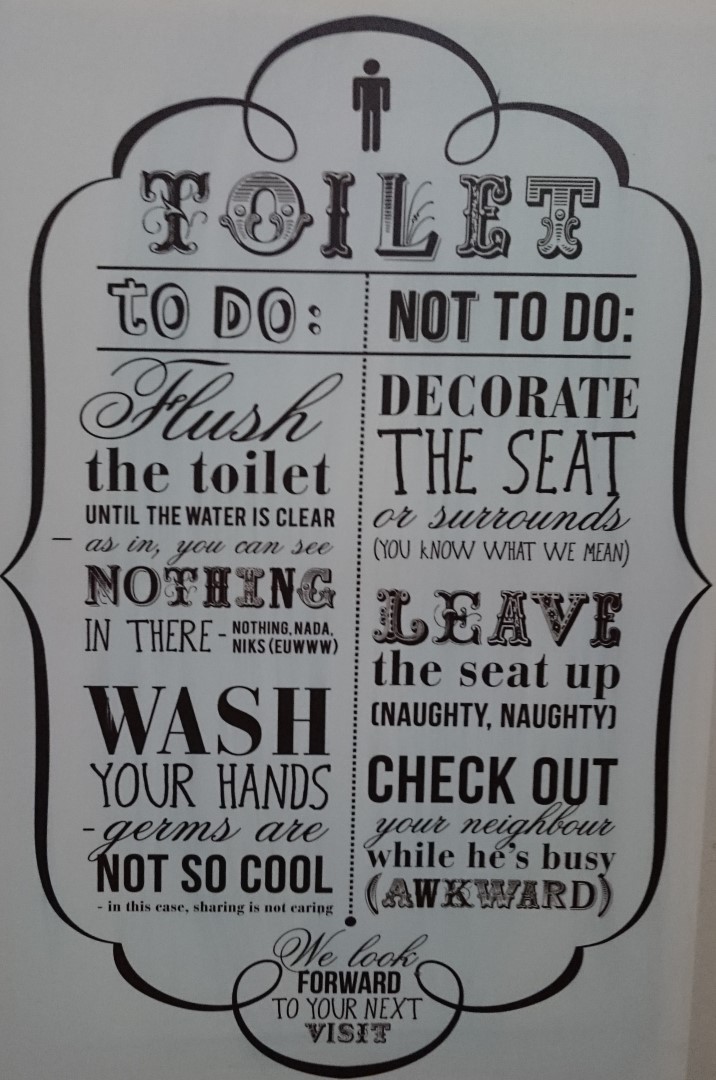 TOILET
TO DO:
Flush
the toilet
UNTIL THE WATER IS CLEAR
- as in, you can see
NOTHING
IN THERE - NOTHING, NADA,
NIKS (EUWWW)
WASH
YOUR HANDS
- germs are
NOT SO COOL
- in this case, sharing is not caring
NOT TO DO:
DECORATE
THE SEAT
or surrounds
(YOU KNOW WHAT WE MEAN)
LEAVE
the seat up
(NAUGHTY, NAUGHTY)
CHECK OUT
your neighbour
while he's busy
(AWKWARD)
We look
FORWARD
TO YOUR NEXT
VISIT